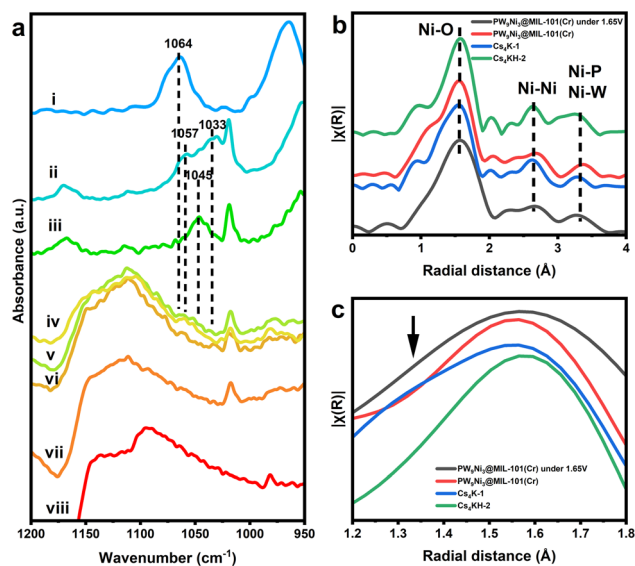 a
1064
1057
1033
1045
i
ii
iii
iv
v
vi
vii
viii
Absorbance (a.u.)
1200 1150 1100 1050 1000 950
Wavenumber (cm⁻¹)
b
Ni-O
PW₉Ni₃@MIL-101(Cr) under 1.65V
PW₉Ni₃@MIL-101(Cr)
Cs₄K-1
Cs₄KH-2
Ni-Ni
Ni-P
Ni-W
|χ(R)|
0 1 2 3 4
Radial distance (Å)
c
|χ(R)|
PW₉Ni₃@MIL-101(Cr) under 1.65V
PW₉Ni₃@MIL-101(Cr)
Cs₄K-1
Cs₄KH-2
1.2 1.3 1.4 1.5 1.6 1.7 1.8
Radial distance (Å)